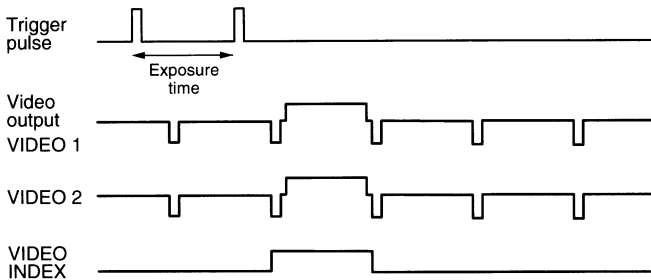 Trigger
pulse
Exposure
time
Video
output
VIDEO 1
VIDEO 2
VIDEO
INDEX